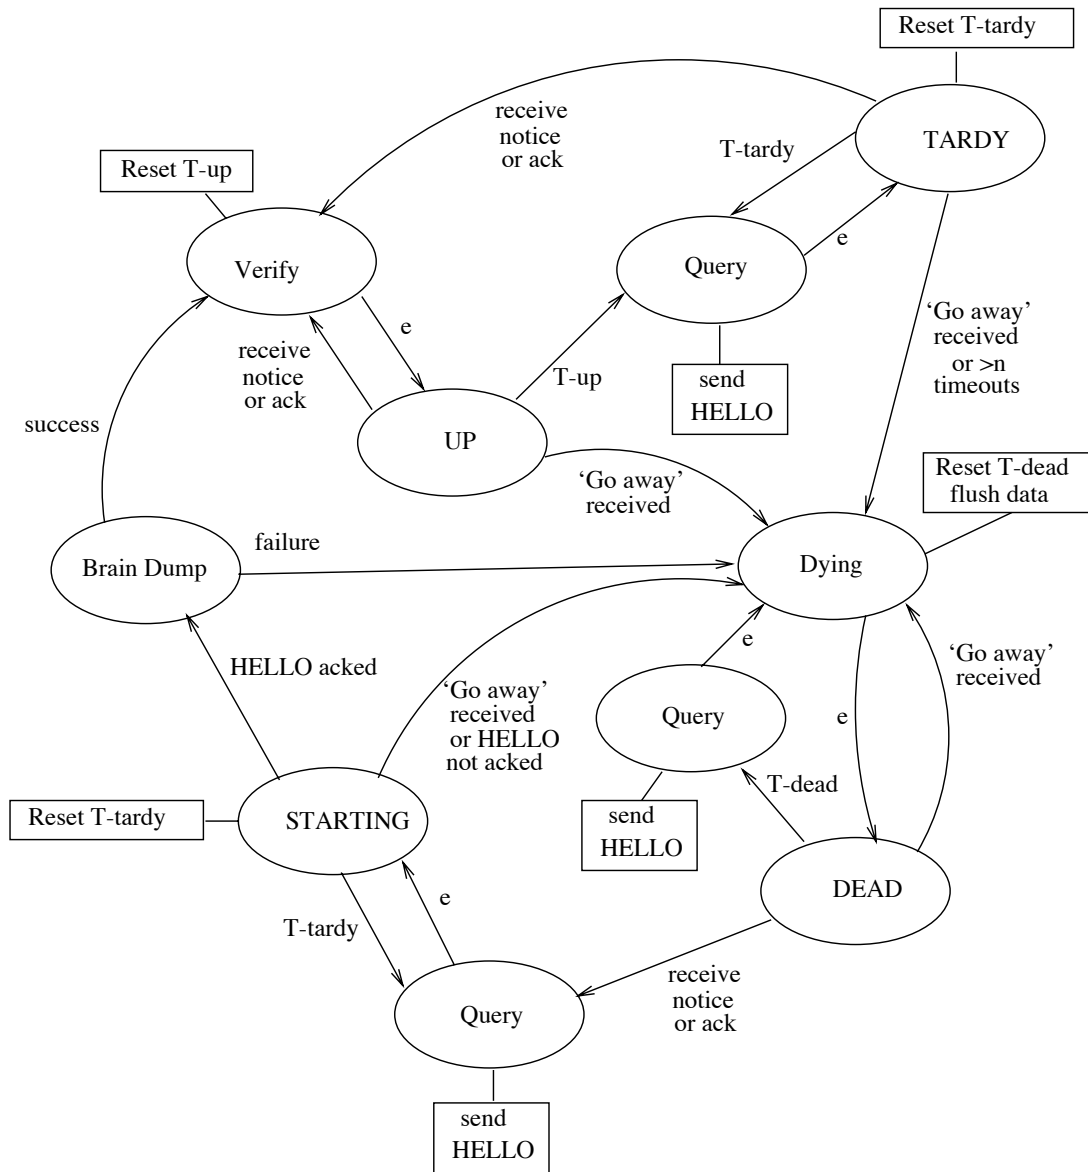 Reset T-tardy
TARDY
receive
notice
or ack
T-tardy
Reset T-up
Verify
Query
e
e
receive
notice
or ack
T-up
send
HELLO
‘Go away’
received
or >n
timeouts
success
UP
‘Go away’
received
Reset T-dead
flush data
Brain Dump
failure
Dying
HELLO acked
‘Go away’
received
or HELLO
not acked
e
Query
e
‘Go away’
received
T-dead
send
HELLO
Reset T-tardy
STARTING
DEAD
T-tardy
e
receive
notice
or ack
Query
send
HELLO